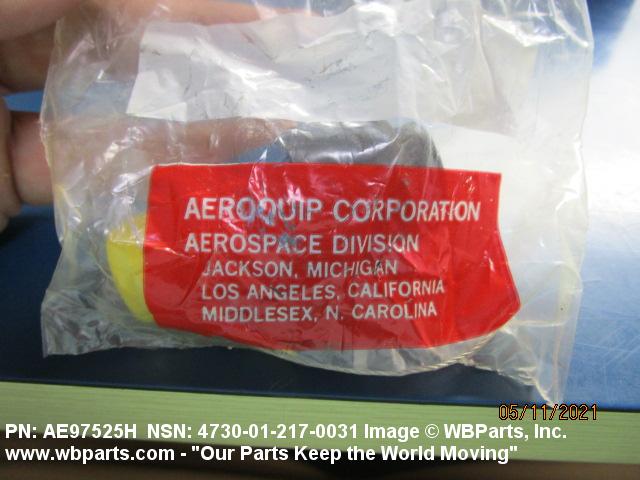 AEROQUIP CORPORATION
AEROSPACE DIVISION
JACKSON, MICHIGAN
LOS ANGELES, CALIFORNIA
MIDDLESEX, N. CAROLINA
05/11/2021
PN: AE97525H NSN: 4730-01-217-0031 Image © WBParts, Inc.
www.wbparts.com - "Our Parts Keep the World Moving"